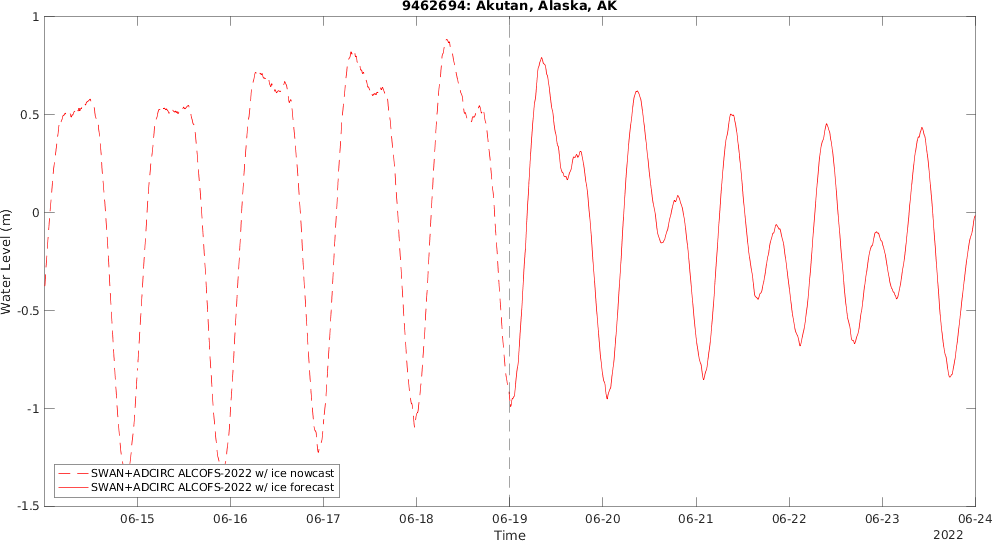 9462694: Akutan, Alaska, AK
Water Level (m)
1
0.5
0
-0.5
-1
-1.5
SWAN+ADCIRC ALCOFS-2022 w/ ice nowcast
SWAN+ADCIRC ALCOFS-2022 w/ ice forecast
06-15 06-16 06-17 06-18 06-19 06-20 06-21 06-22 06-23 06-24
Time
2022